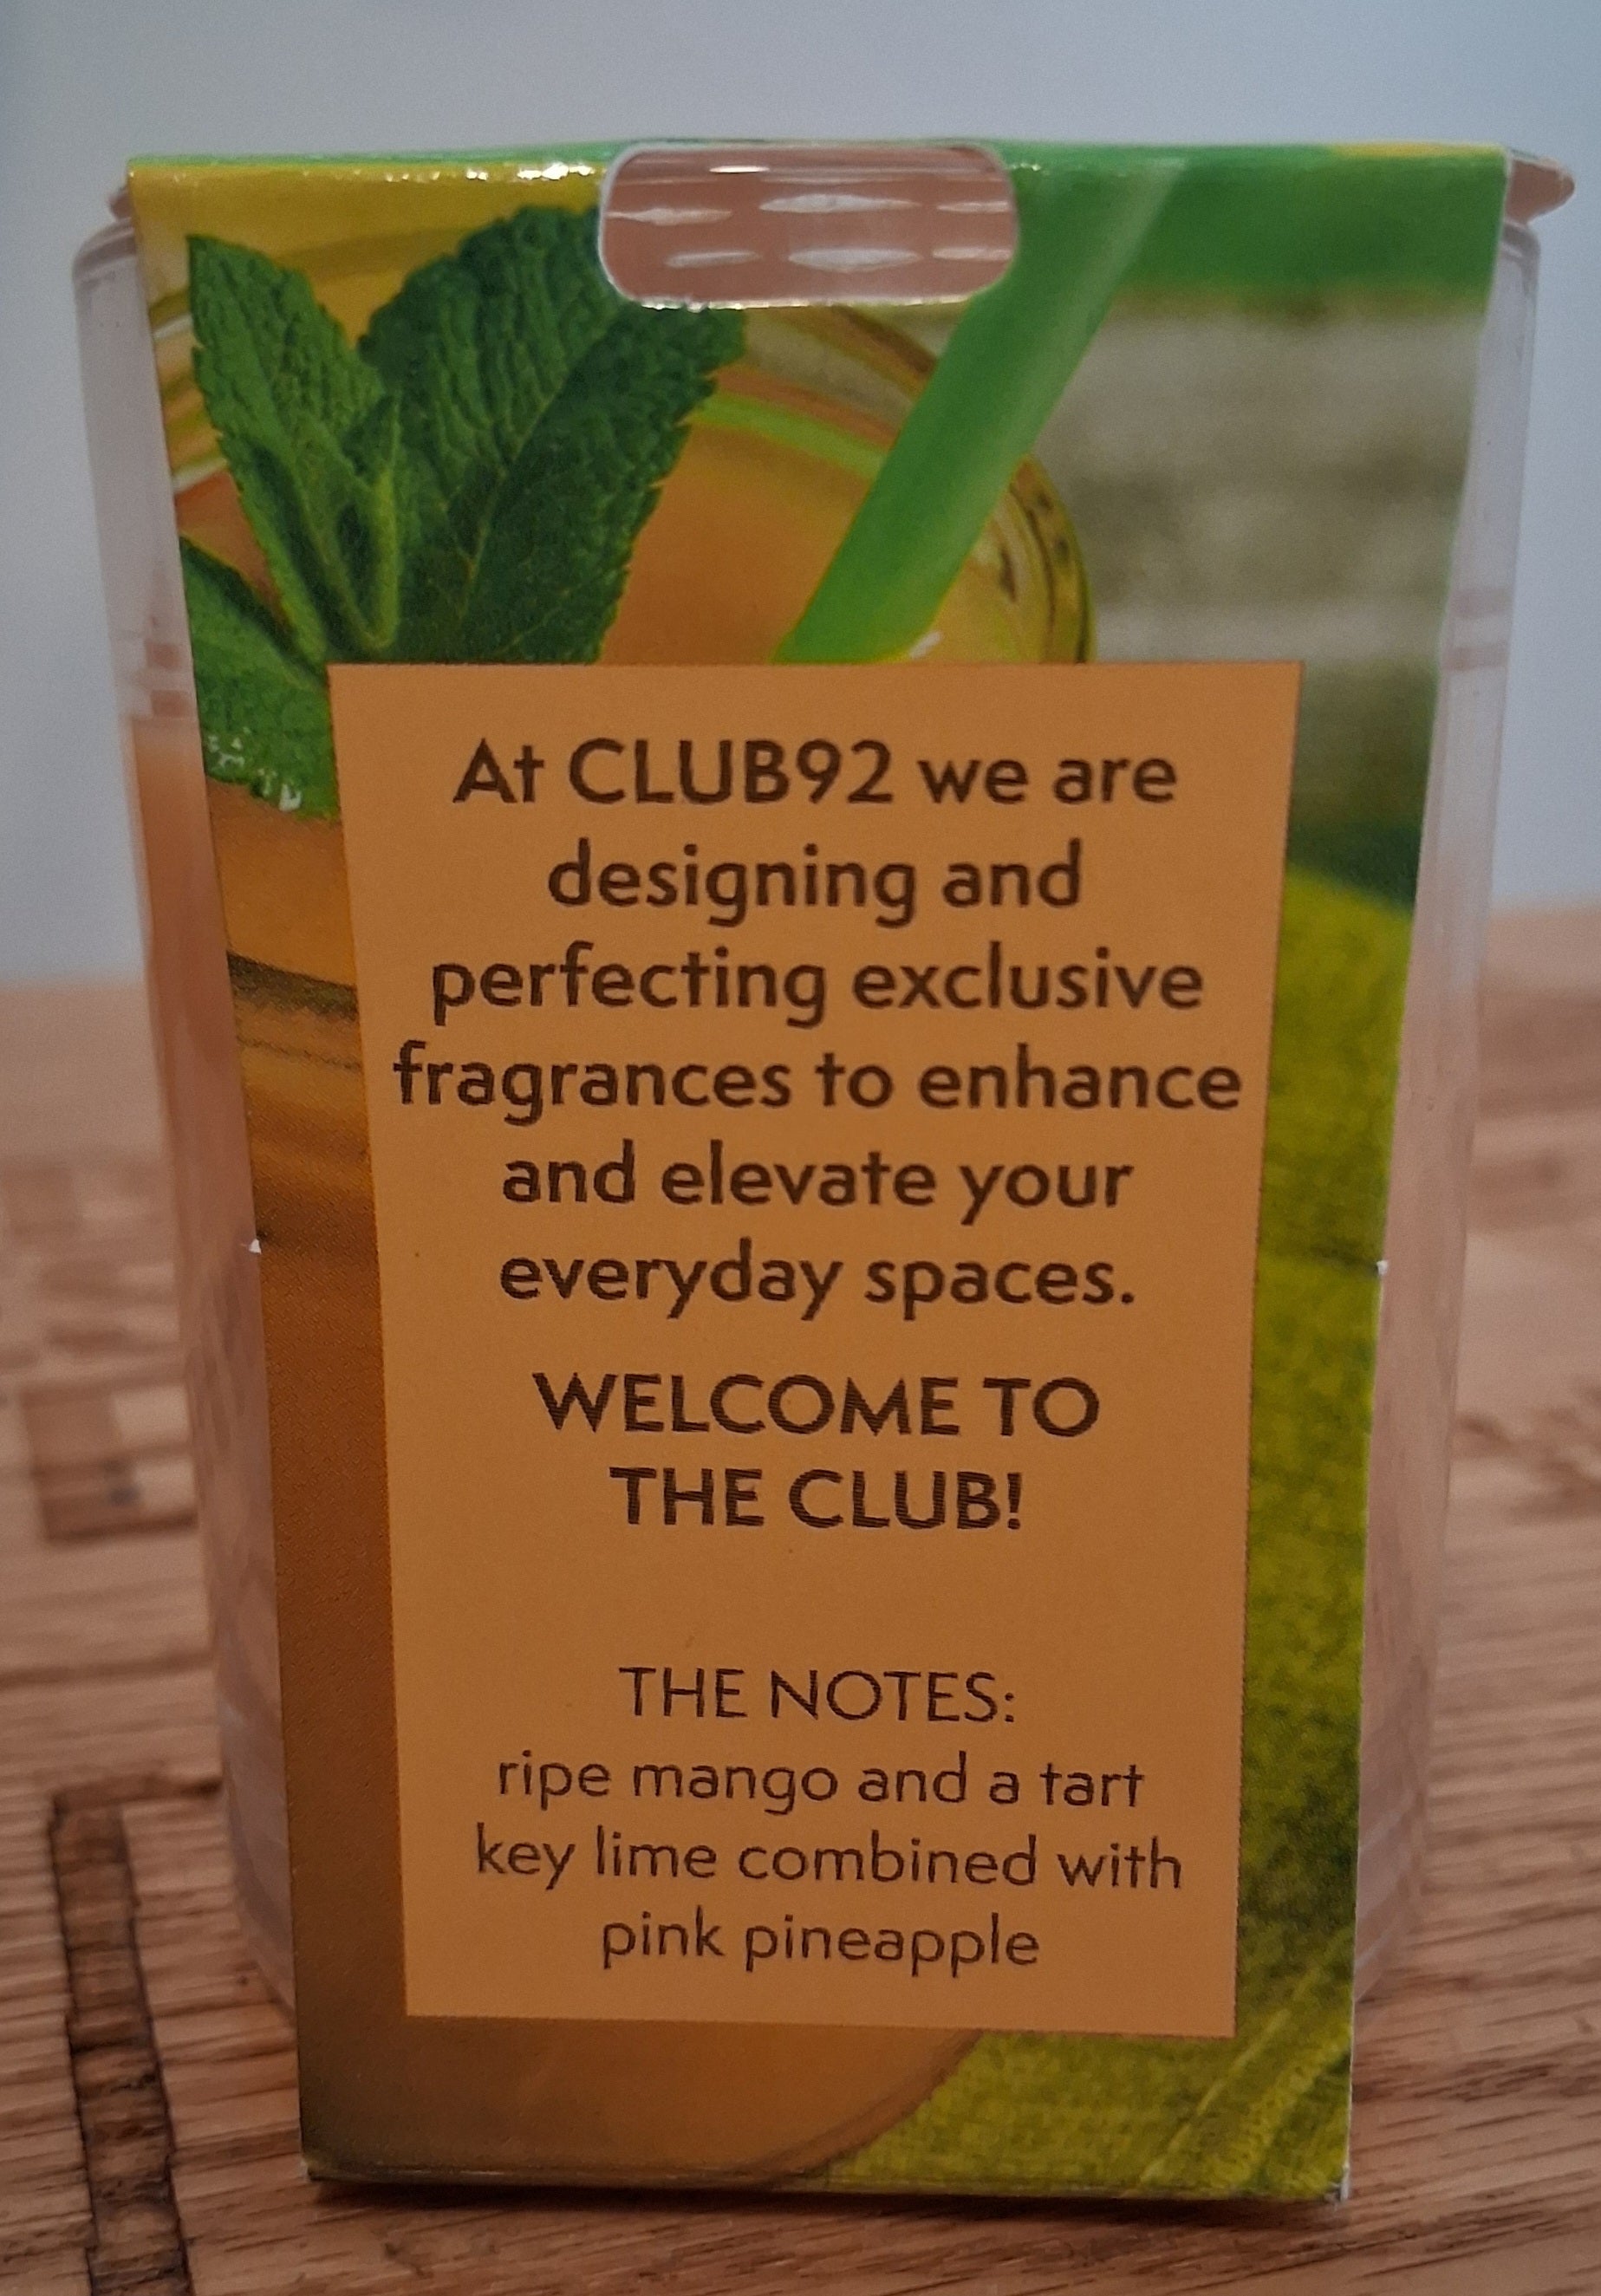 At CLUB92 we are
designing and
perfecting exclusive
fragrances to enhance
and elevate your
everyday spaces.
WELCOME TO
THE CLUB!
THE NOTES:
ripe mango and a tart
key lime combined with
pink pineapple